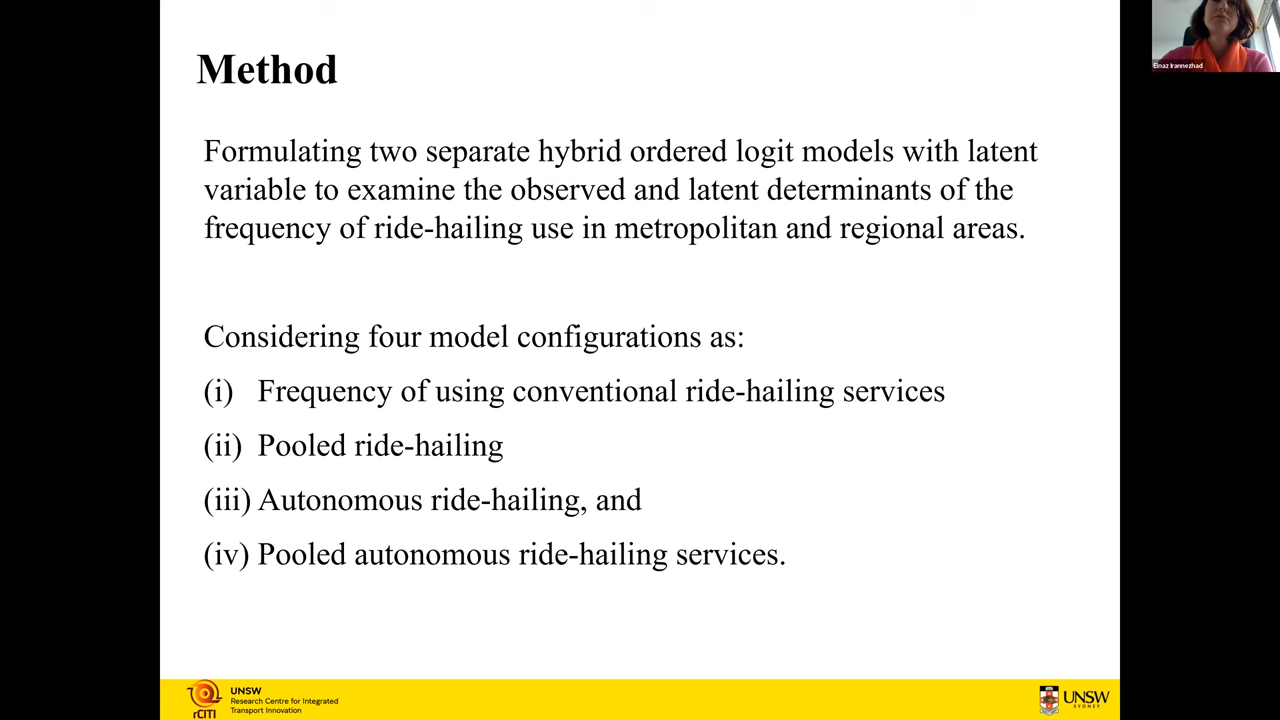 Method
Formulating two separate hybrid ordered logit models with latent
variable to examine the observed and latent determinants of the
frequency of ride-hailing use in metropolitan and regional areas.
Considering four model configurations as:
(i) Frequency of using conventional ride-hailing services
(ii) Pooled ride-hailing
(iii) Autonomous ride-hailing, and
(iv) Pooled autonomous ride-hailing services.
Elnaz Irannezhad
rCITI
UNSW
Research Centre for Integrated
Transport Innovation
UNSW
SYDNEY